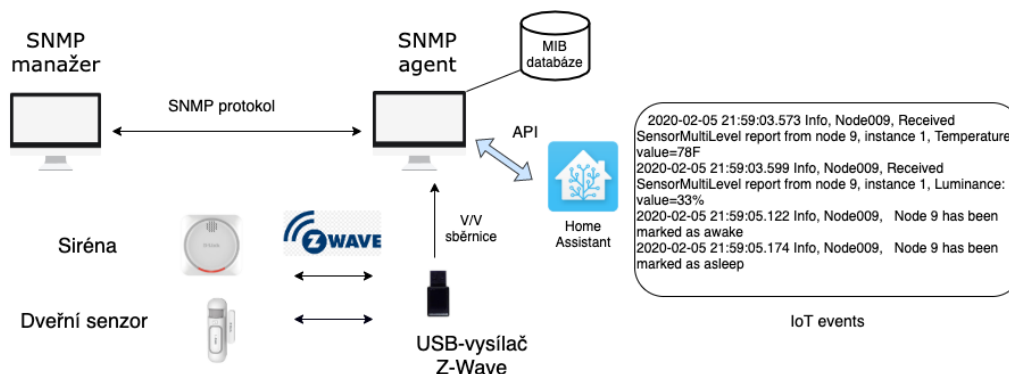 SNMP
manažer
SNMP protokol
SNMP
agent
MIB
databáze
API
Home
Assistant
V/V
sběrnice
Siréna
Z WAVE
Dveřní senzor
USB-vysílač
Z-Wave
2020-02-05 21:59:03.573 Info, Node009, Received
SensorMultiLevel report from node 9, instance 1, Temperature
value=78F
2020-02-05 21:59:03.599 Info, Node009, Received
SensorMultiLevel report from node 9, instance 1, Luminance:
value=33%
2020-02-05 21:59:05.122 Info, Node009, Node 9 has been
marked as awake
2020-02-05 21:59:05.174 Info, Node009, Node 9 has been
marked as asleep
IoT events